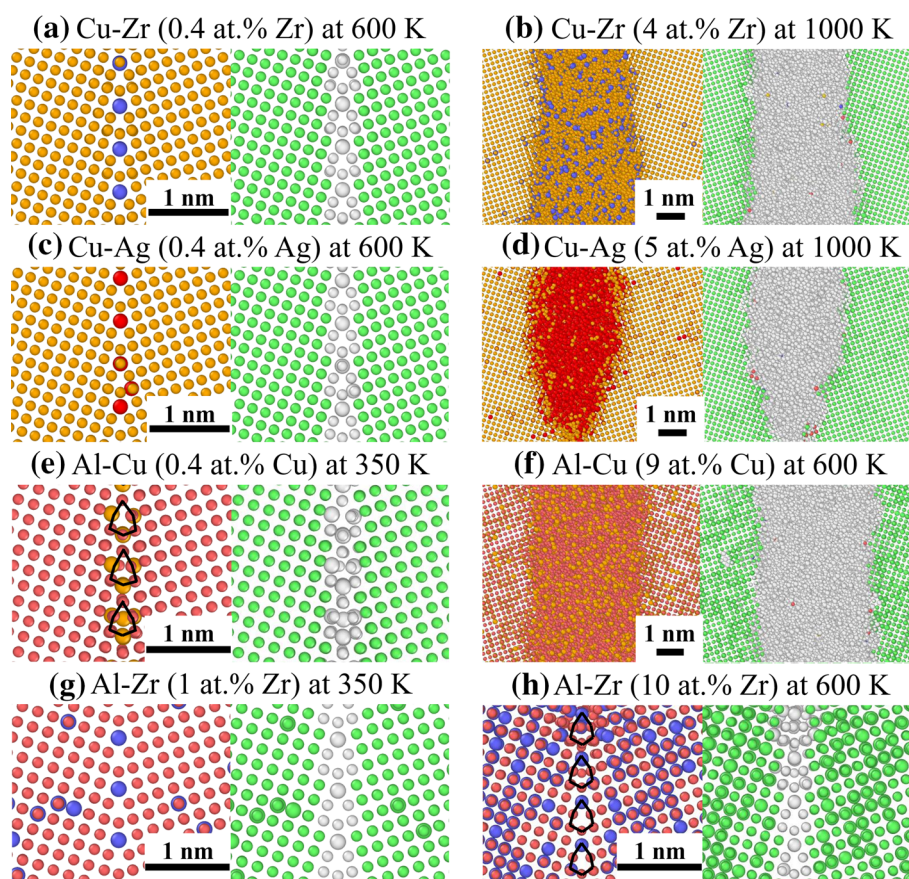 (a) Cu-Zr (0.4 at.% Zr) at 600 K
(b) Cu-Zr (4 at.% Zr) at 1000 K
1 nm
1 nm
(c) Cu-Ag (0.4 at.% Ag) at 600 K
(d) Cu-Ag (5 at.% Ag) at 1000 K
1 nm
1 nm
(e) Al-Cu (0.4 at.% Cu) at 350 K
(f) Al-Cu (9 at.% Cu) at 600 K
1 nm
1 nm
(g) Al-Zr (1 at.% Zr) at 350 K
(h) Al-Zr (10 at.% Zr) at 600 K
1 nm
1 nm